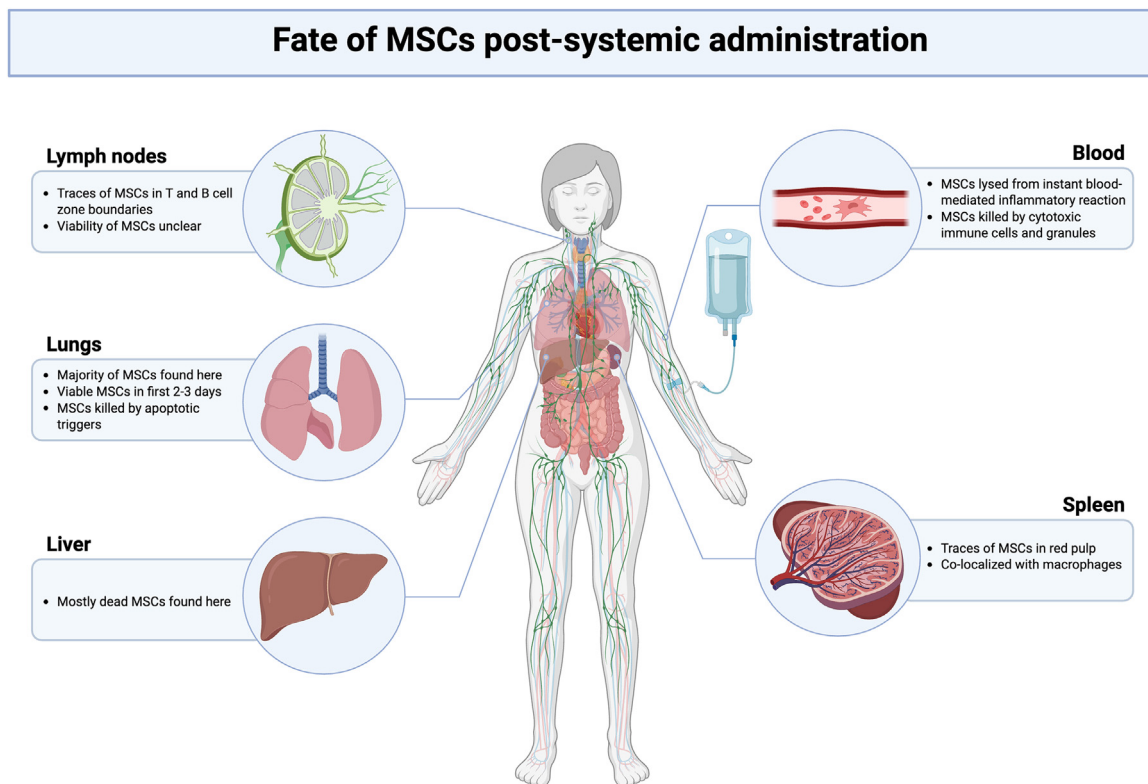 Fate of MSCs post-systemic administration
Lymph nodes
• Traces of MSCs in T and B cell
zone boundaries
• Viability of MSCs unclear
Lungs
• Majority of MSCs found here
• Viable MSCs in first 2-3 days
• MSCs killed by apoptotic
triggers
Liver
• Mostly dead MSCs found here
Blood
• MSCs lysed from instant blood-
mediated inflammatory reaction
• MSCs killed by cytotoxic
immune cells and granules
Spleen
• Traces of MSCs in red pulp
• Co-localized with macrophages